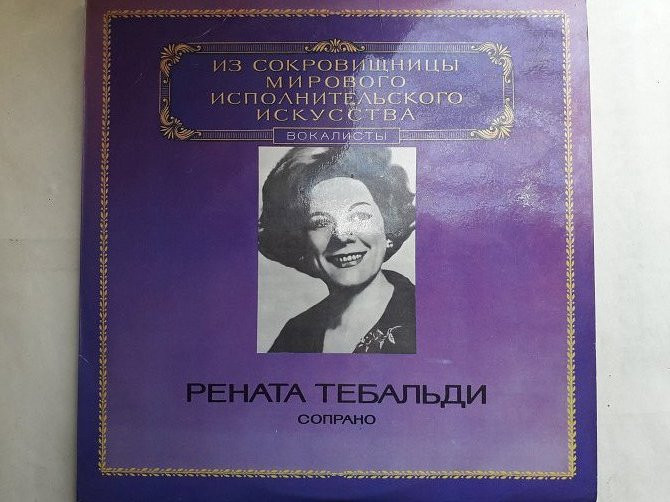 ИЗ СОКРОВИЩНИЦЫ
МИРОВОГО
ИСПОЛНИТЕЛЬСКОГО
ИСКУССТВА
ВОКАЛИСТЫ
РЕНАТА ТЕБАЛЬДИ
СОПРАНО